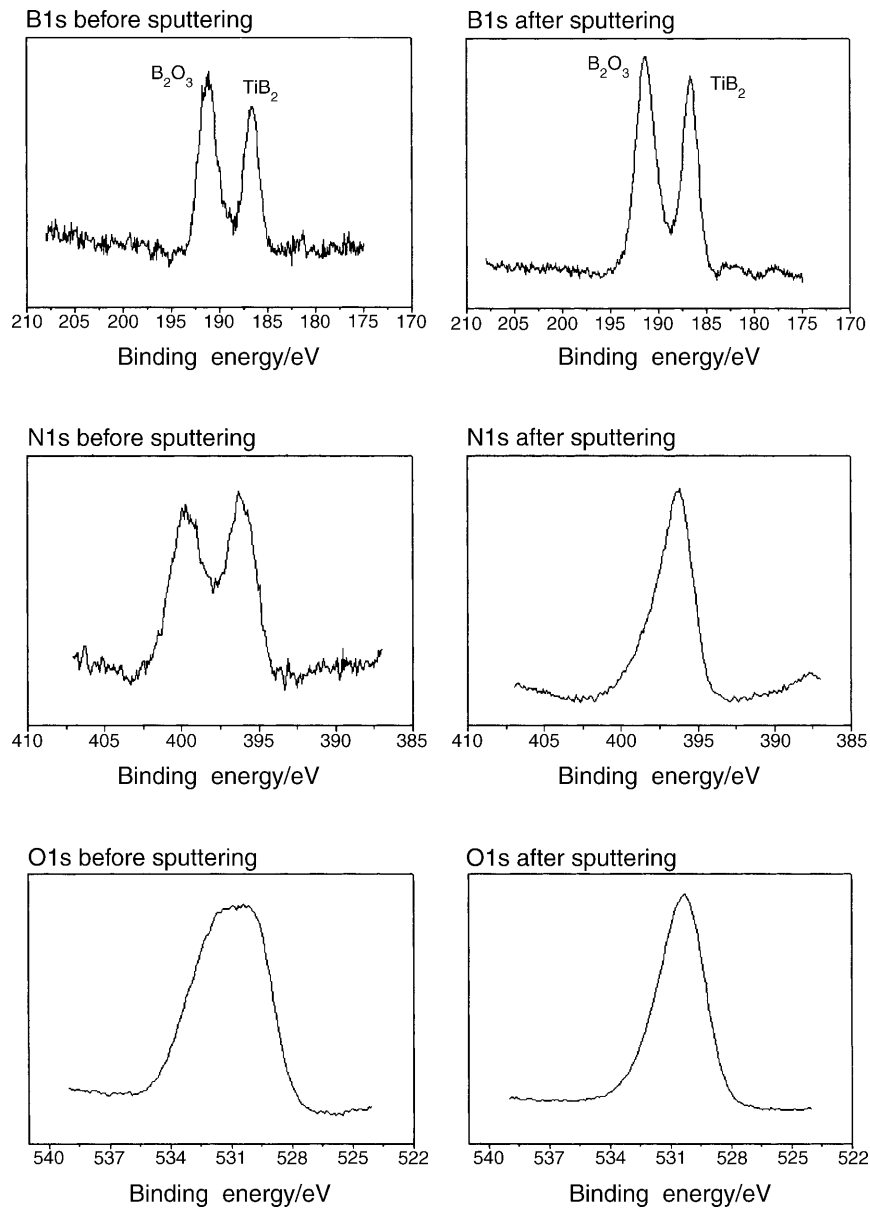 B1s before sputtering
B₂O₃
TiB₂
210 205 200 195 190 185 180 175 170
Binding energy/eV
B1s after sputtering
B₂O₃
TiB₂
210 205 200 195 190 185 180 175 170
Binding energy/eV
N1s before sputtering
410 405 400 395 390 385
Binding energy/eV
N1s after sputtering
410 405 400 395 390 385
Binding energy/eV
O1s before sputtering
540 537 534 531 528 525 522
Binding energy/eV
O1s after sputtering
540 537 534 531 528 525 522
Binding energy/eV